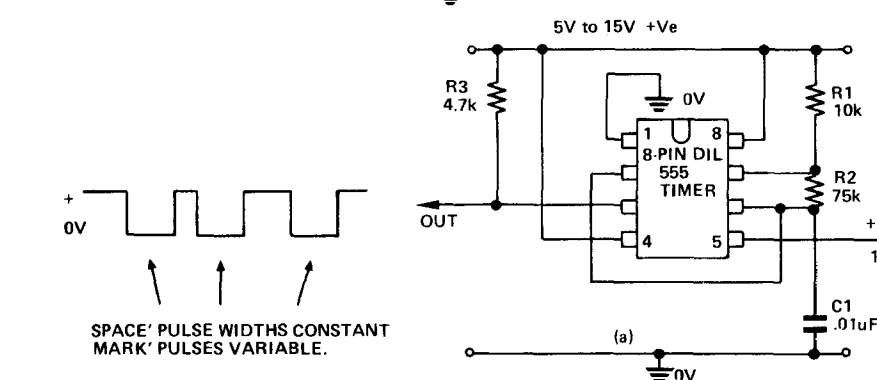 5V to 15V +Ve
R3
4.7k
0V
R1
10k
1
8
8-PIN DIL
555
TIMER
R2
75k
+
0V
OUT
4
5
+
1
SPACE' PULSE WIDTHS CONSTANT
MARK' PULSES VARIABLE.
(a)
C1
.01uF
0V